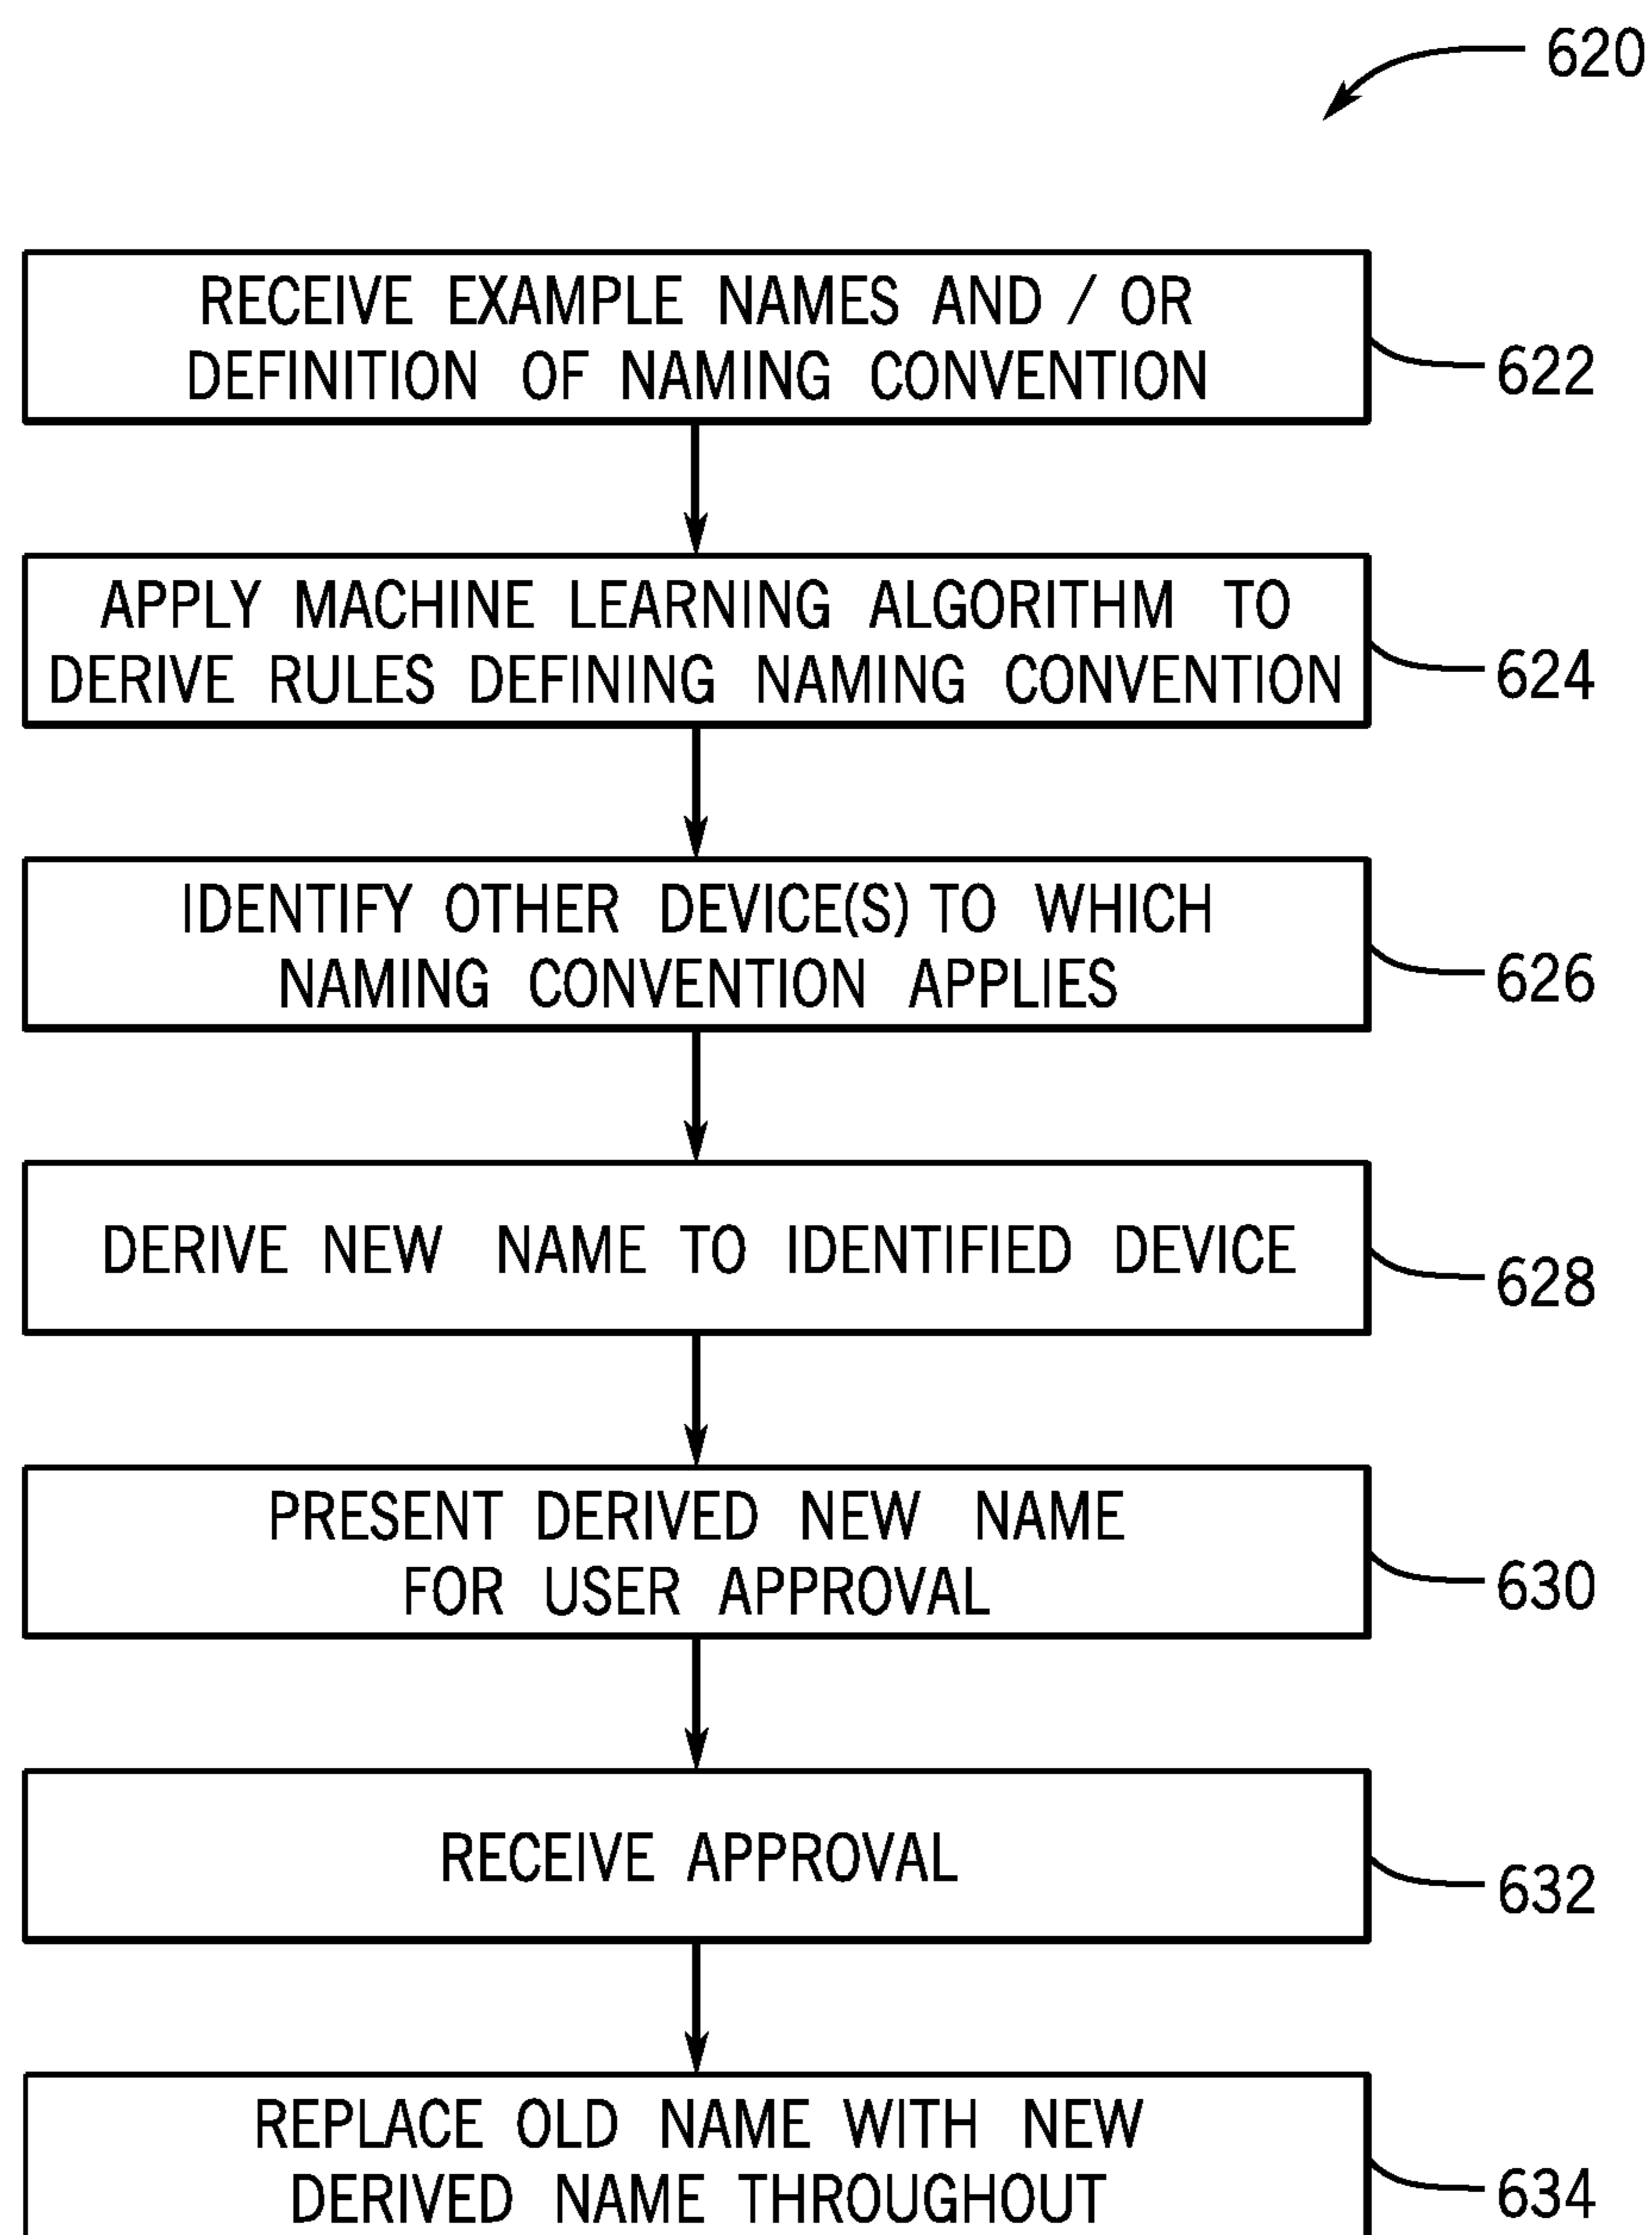 620
RECEIVE EXAMPLE NAMES AND / OR
DEFINITION OF NAMING CONVENTION
622
APPLY MACHINE LEARNING ALGORITHM TO
DERIVE RULES DEFINING NAMING CONVENTION
624
IDENTIFY OTHER DEVICE(S) TO WHICH
NAMING CONVENTION APPLIES
626
DERIVE NEW NAME TO IDENTIFIED DEVICE
628
PRESENT DERIVED NEW NAME
FOR USER APPROVAL
630
RECEIVE APPROVAL
632
REPLACE OLD NAME WITH NEW
DERIVED NAME THROUGHOUT
634